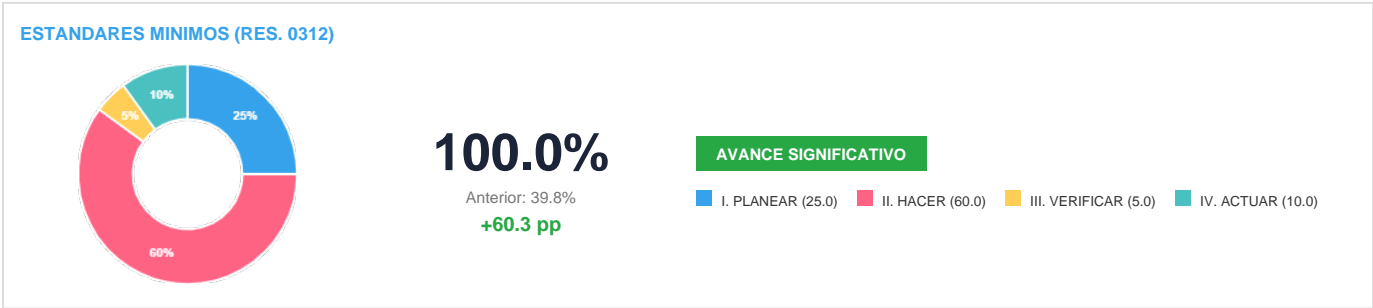 ESTANDARES MINIMOS (RES. 0312)
10%
5%
25%
60%
100.0%
Anterior: 39.8%
+60.3 pp
AVANCE SIGNIFICATIVO
I. PLANEAR (25.0) II. HACER (60.0) III. VERIFICAR (5.0) IV. ACTUAR (10.0)